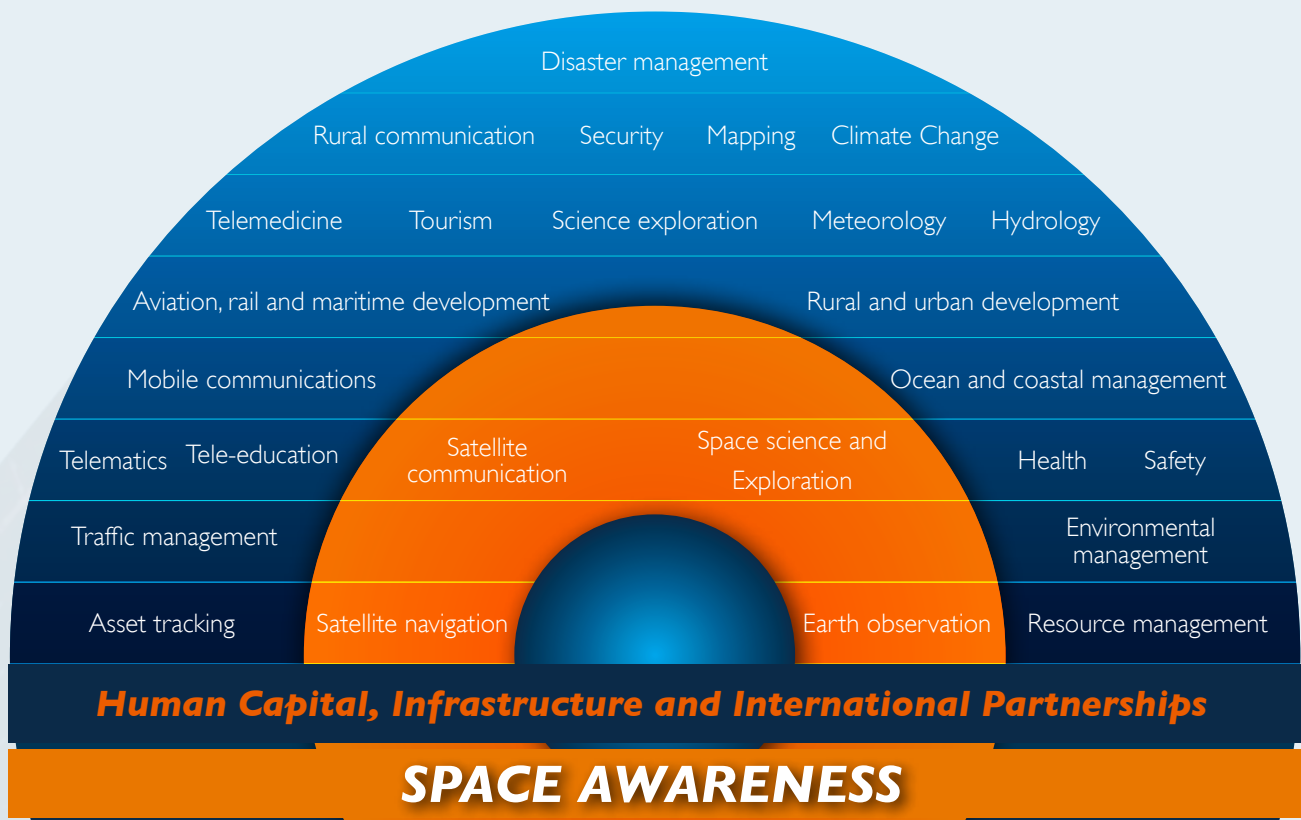 Disaster management
Rural communication Security Mapping Climate Change
Telemedicine Tourism Science exploration Meteorology Hydrology
Aviation, rail and maritime development Rural and urban development
Mobile communications Ocean and coastal management
Telematics Tele-education
Satellite
communication
Space science and
Exploration
Health Safety
Traffic management
Environmental
management
Asset tracking Satellite navigation Earth observation Resource management
Human Capital, Infrastructure and International Partnerships
SPACE AWARENESS